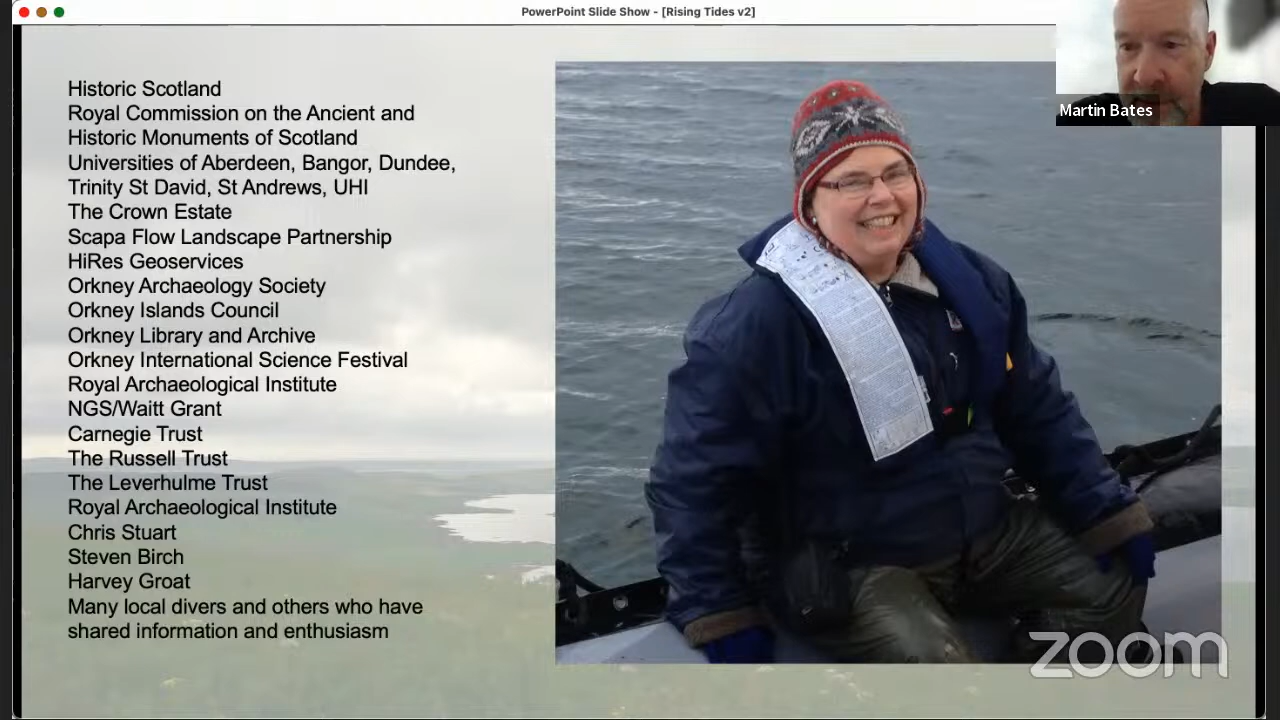 PowerPoint Slide Show - [Rising Tides v2]
Martin Bates
Historic Scotland
Royal Commission on the Ancient and
Historic Monuments of Scotland
Universities of Aberdeen, Bangor, Dundee,
Trinity St David, St Andrews, UHI
The Crown Estate
Scapa Flow Landscape Partnership
HiRes Geoservices
Orkney Archaeology Society
Orkney Islands Council
Orkney Library and Archive
Orkney International Science Festival
Royal Archaeological Institute
NGS/Waitt Grant
Carnegie Trust
The Russell Trust
The Leverhulme Trust
Royal Archaeological Institute
Chris Stuart
Steven Birch
Harvey Groat
Many local divers and others who have
shared information and enthusiasm
zoom